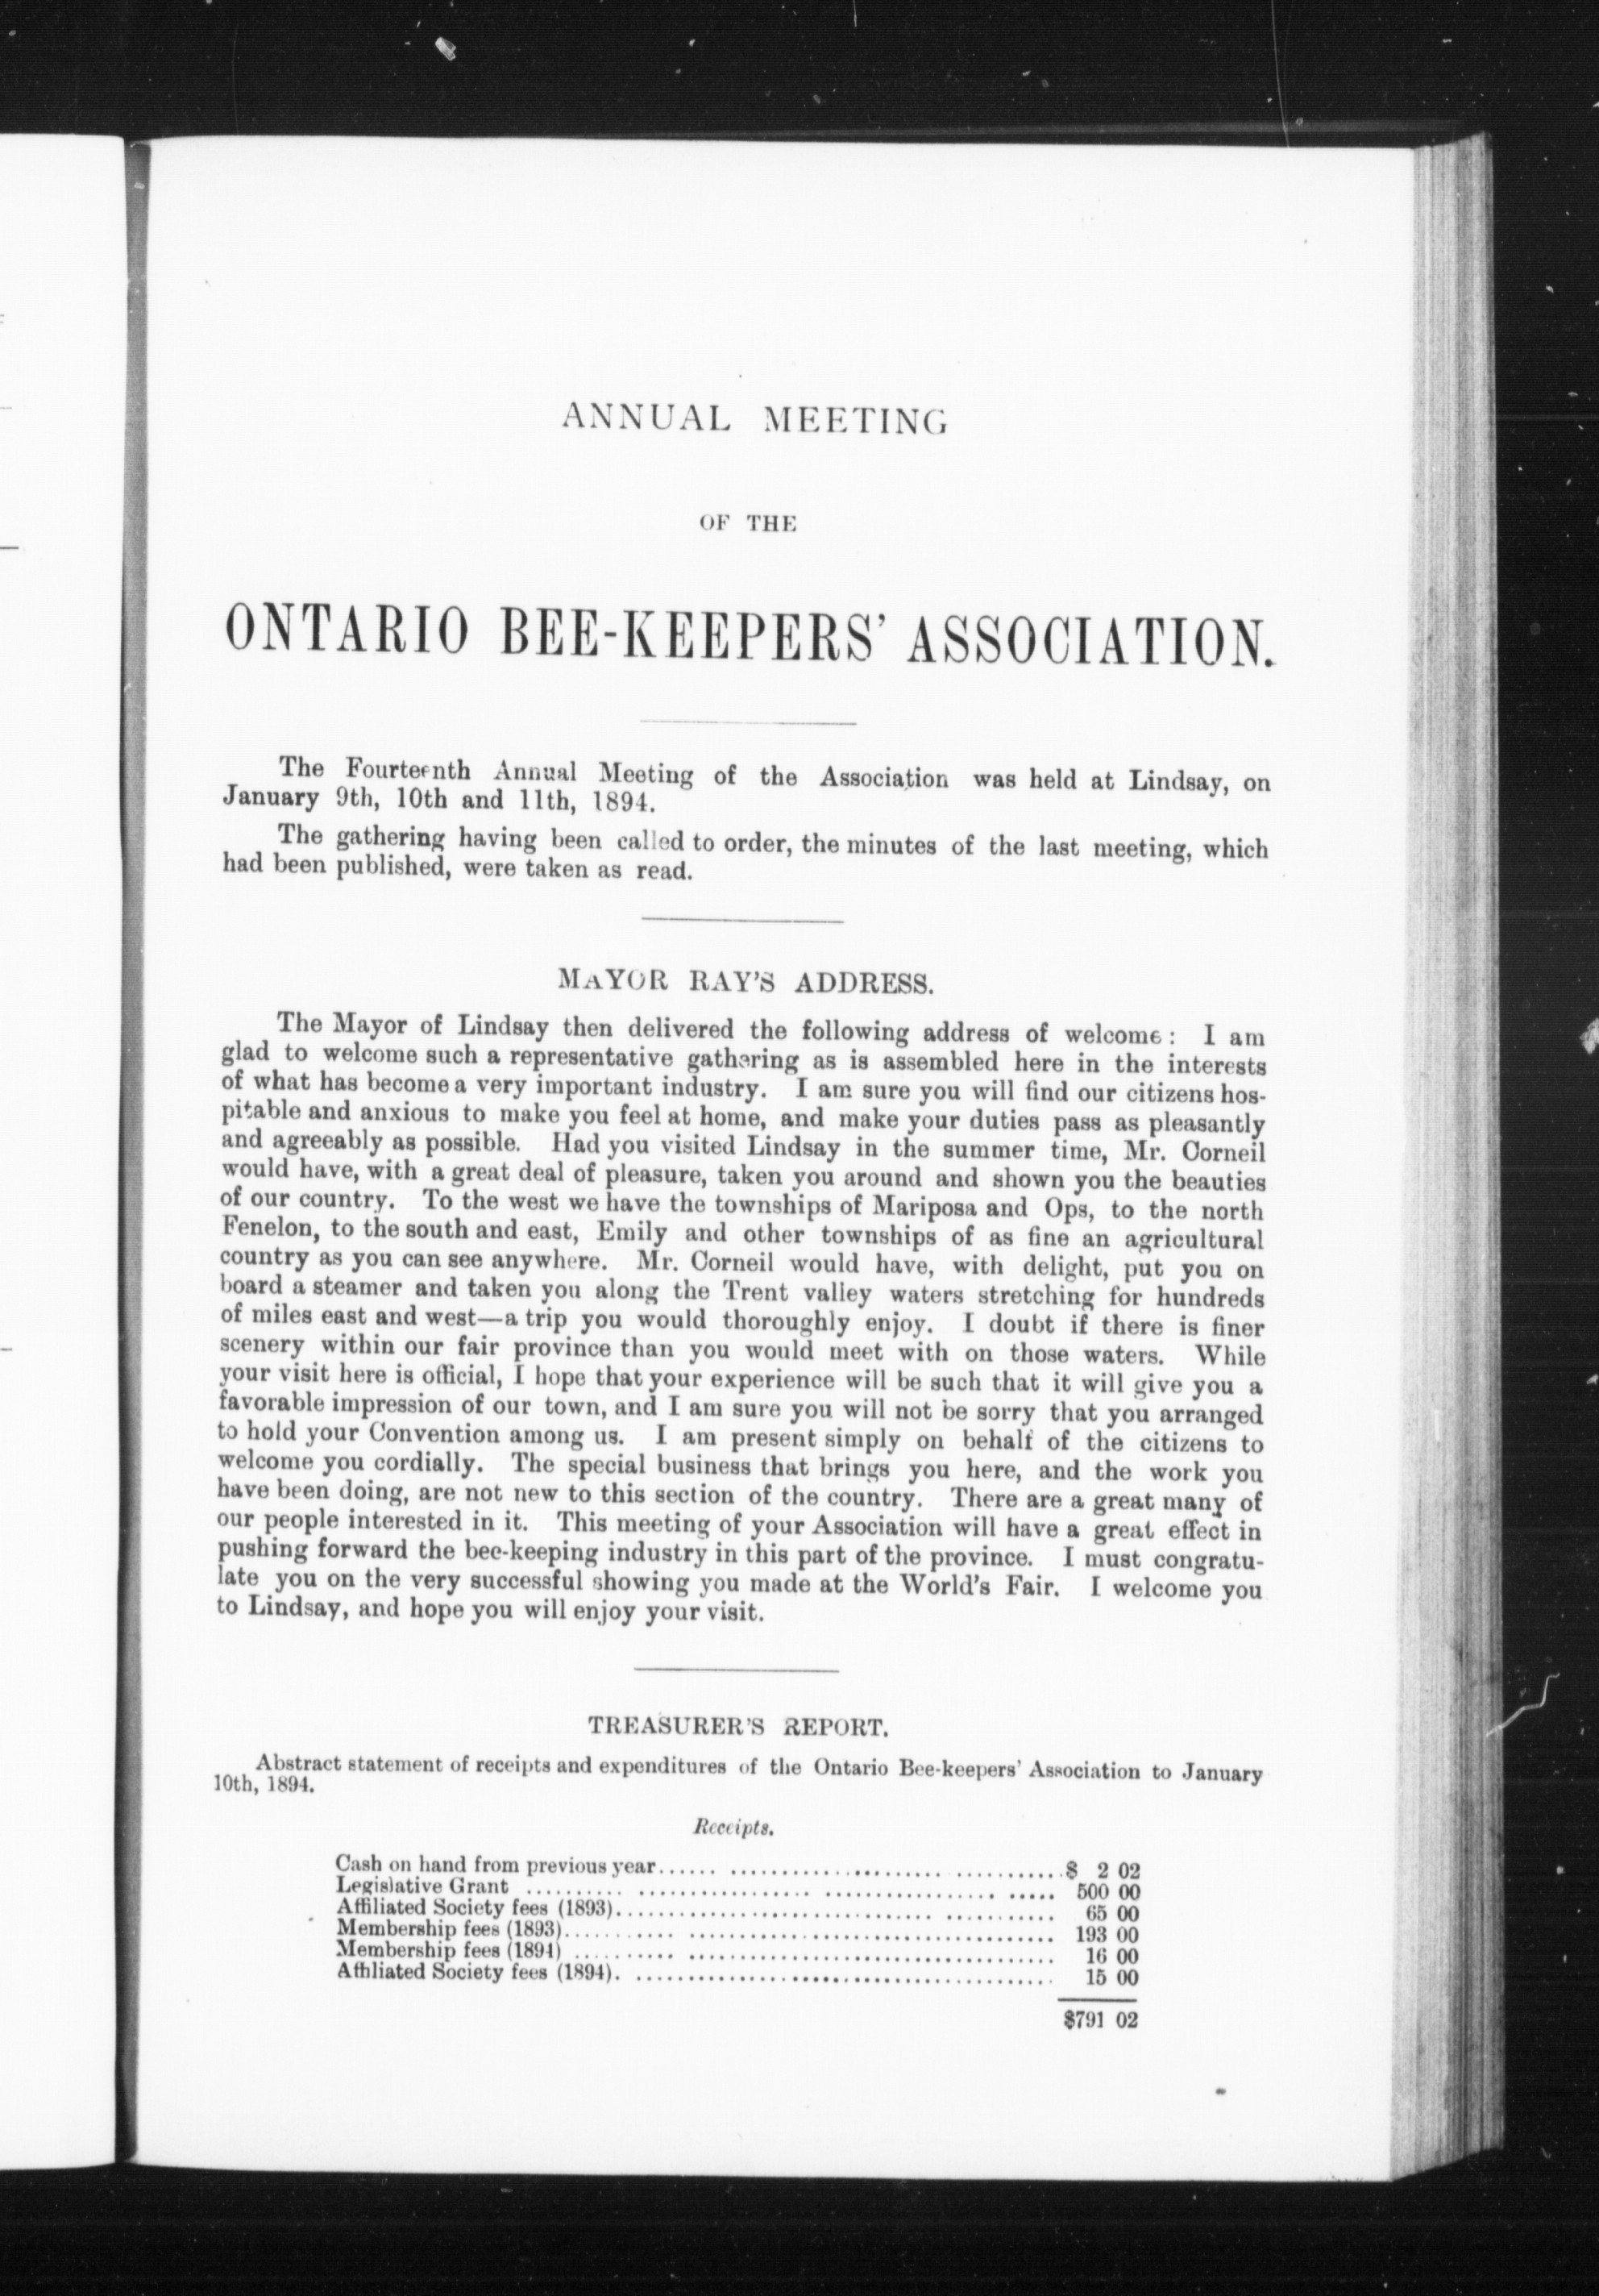 ANNUAL MEETING
OF THE
ONTARIO BEE-KEEPERS' ASSOCIATION.
The Fourteenth Annual Meeting of the Association was held at Lindsay, on
January 9th, 10th and 11th, 1894.
The gathering having been called to order, the minutes of the last meeting, which
had been published, were taken as read.
MAYOR RAY'S ADDRESS.
The Mayor of Lindsay then delivered the following address of welcome: I am
glad to welcome such a representative gathering as is assembled here in the interests
of what has become a very important industry. I am sure you will find our citizens hos-
pitable and anxious to make you feel at home, and make your duties pass as pleasantly
and agreeably as possible. Had you visited Lindsay in the summer time, Mr. Corneil
would have, with a great deal of pleasure, taken you around and shown you the beauties
of our country. To the west we have the townships of Mariposa and Ops, to the north
Fenelon, to the south and east, Emily and other townships of as fine an agricultural
country as you can see anywhere. Mr. Corneil would have, with delight, put you on
board a steamer and taken you along the Trent valley waters stretching for hundreds
of miles east and west—a trip you would thoroughly enjoy. I doubt if there is finer
scenery within our fair province than you would meet with on those waters. While
your visit here is official, I hope that your experience will be such that it will give you a
favorable impression of our town, and I am sure you will not be sorry that you arranged
to hold your Convention among us. I am present simply on behalf of the citizens to
welcome you cordially. The special business that brings you here, and the work you
have been doing, are not new to this section of the country. There are a great many of
our people interested in it. This meeting of your Association will have a great effect in
pushing forward the bee-keeping industry in this part of the province. I must congratu-
late you on the very successful showing you made at the World's Fair. I welcome you
to Lindsay, and hope you will enjoy your visit.
TREASURER'S REPORT.
Abstract statement of receipts and expenditures of the Ontario Bee-keepers' Association to January
10th, 1894.
Receipts.
Cash on hand from previous year.......................................$ 2 02
Legislative Grant ....................................... 500 00
Affiliated Society fees (1893)....................................... 65 00
Membership fees (1893)....................................... 193 00
Membership fees (1894) ....................................... 16 00
Affiliated Society fees (1894)....................................... 15 00
$791 02